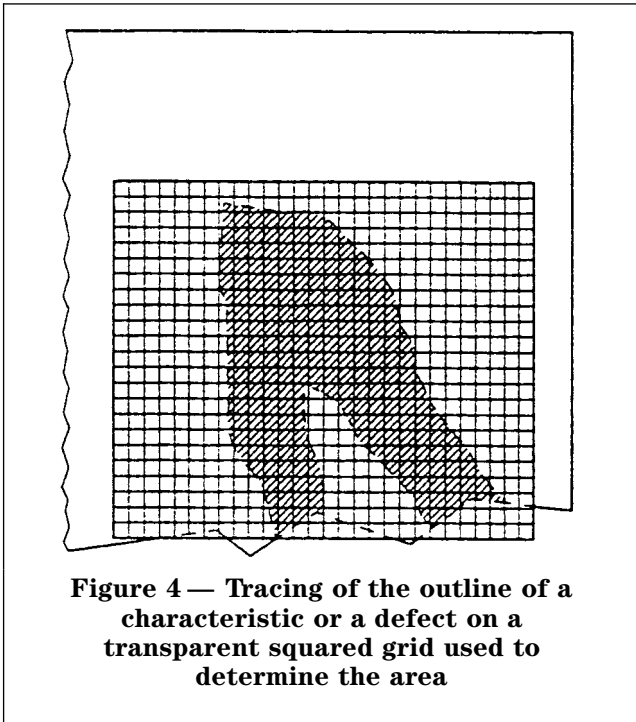 Figure 4 — Tracing of the outline of a
characteristic or a defect on a
transparent squared grid used to
determine the area